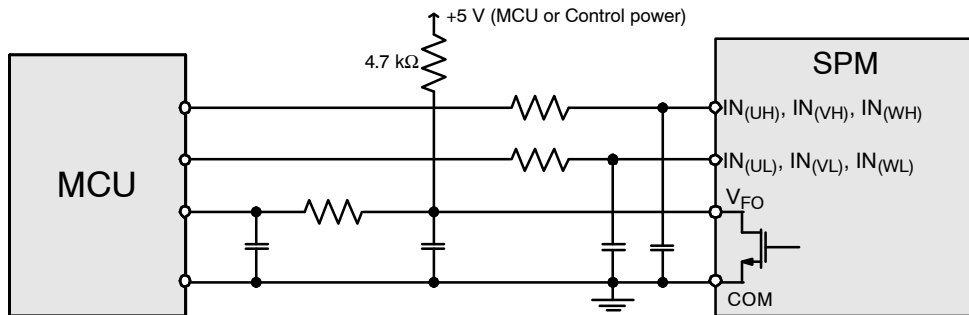 +5 V (MCU or Control power)
4.7 kΩ
SPM
IN(UH), IN(VH), IN(WH)
IN(UL), IN(VL), IN(WL)
MCU
VFO
COM